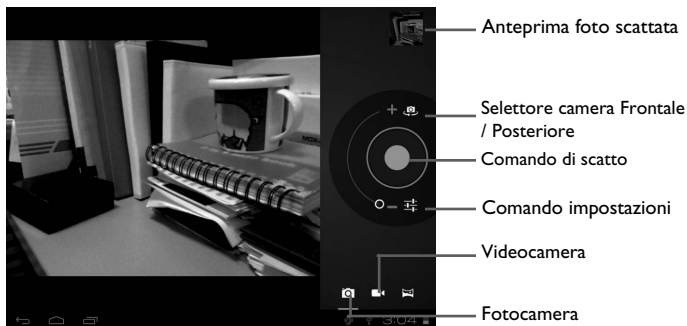 Anteprima foto scattata
Selettore camera Frontale
/ Posteriore
Comando di scatto
Comando impostazioni
Videocamera
Fotocamera
3:04